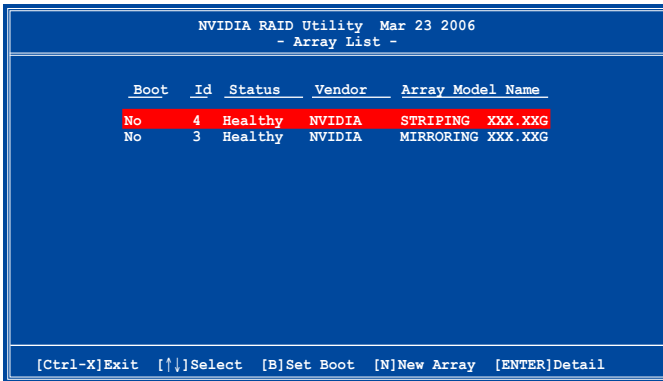 NVIDIA RAID Utility Mar 23 2006
- Array List -
Boot Id Status Vendor Array Model Name
No 4 Healthy NVIDIA STRIPING XXX.XXG
No 3 Healthy NVIDIA MIRRORING XXX.XXG
[Ctrl-X]Exit [↑↓]Select [B]Set Boot [N]New Array [ENTER]Detail